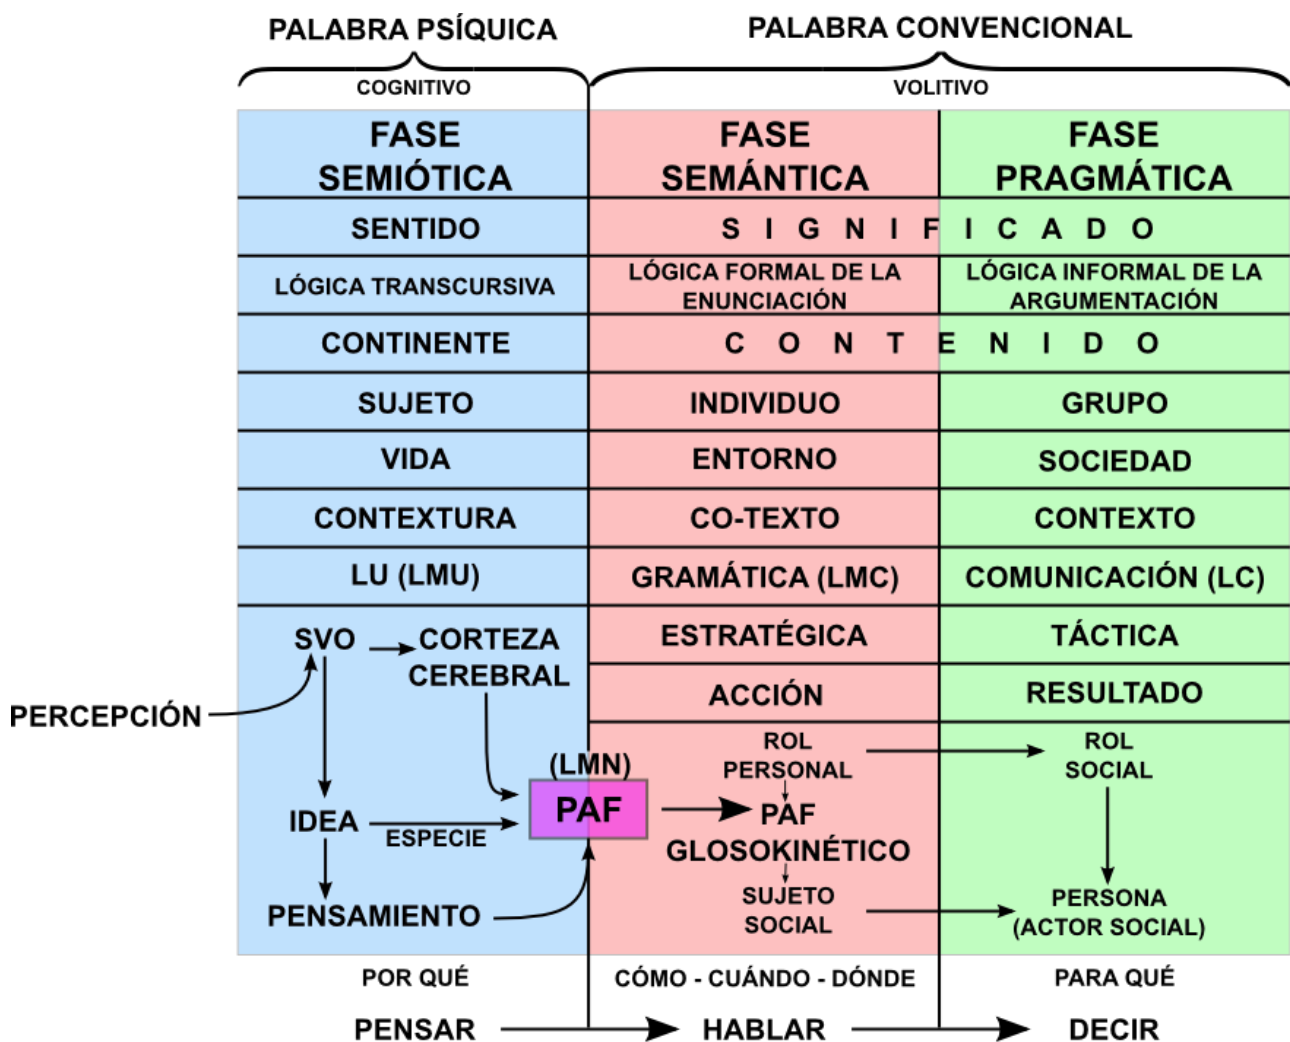 PALABRA PSÍQUICA
PALABRA CONVENCIONAL
COGNITIVO
VOLITIVO
FASE
SEMIÓTICA
FASE
SEMÁNTICA
FASE
PRAGMÁTICA
SENTIDO
SIGNIFICADO
LÓGICA TRANSCURSIVA
LÓGICA FORMAL DE LA
ENUNCIACIÓN
LÓGICA INFORMAL DE LA
ARGUMENTACIÓN
CONTINENTE
CONTENIDO
SUJETO
INDIVIDUO
GRUPO
VIDA
ENTORNO
SOCIEDAD
CONTEXTURA
CO-TEXTO
CONTEXTO
LU (LMU)
GRAMÁTICA (LMC)
COMUNICACIÓN (LC)
SVO
CORTEZA
CEREBRAL
ESTRATÉGICA
TÁCTICA
PERCEPCIÓN
ACCIÓN
RESULTADO
(LMN)
PAF
IDEA
ESPECIE
PENSAMIENTO
ROL
PERSONAL
PAF
GLOSOKINÉTICO
SUJETO
SOCIAL
ROL
SOCIAL
PERSONA
(ACTOR SOCIAL)
POR QUÉ
CÓMO - CUÁNDO - DÓNDE
PARA QUÉ
PENSAR
HABLAR
DECIR